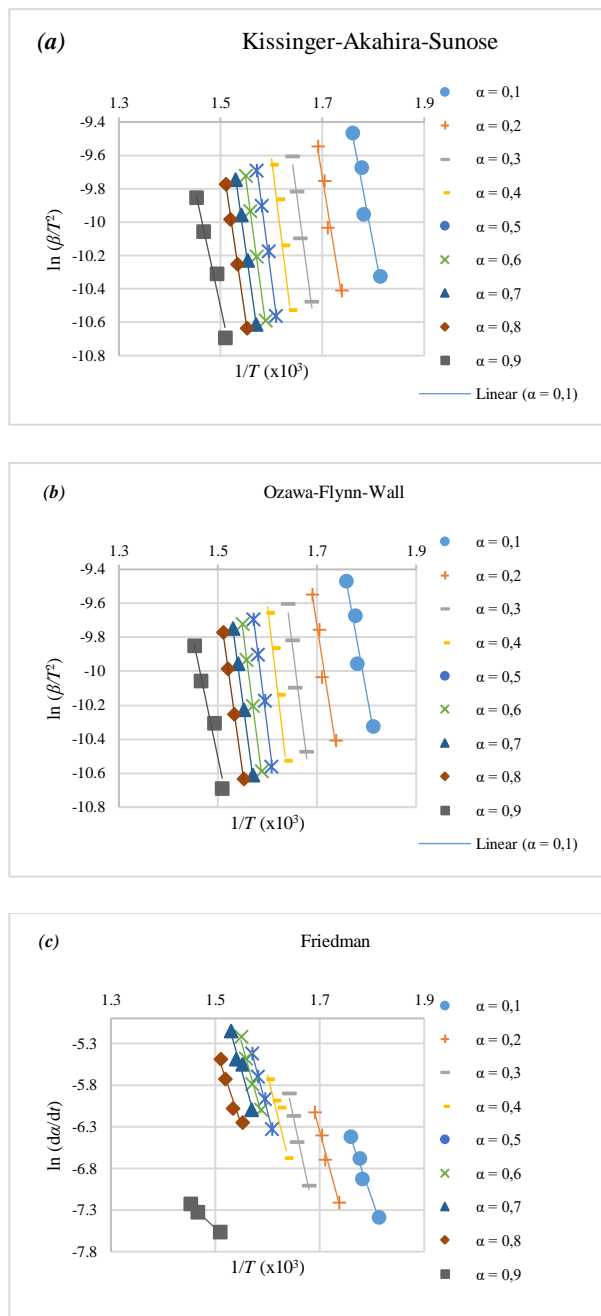 (a) Kissinger-Akahira-Sunose
1.3 1.5 1.7 1.9
-9.4
-9.6
-9.8
-10
-10.2
-10.4
-10.6
-10.8
ln (β/T²)
1/T (x10³)
α = 0,1
α = 0,2
α = 0,3
α = 0,4
α = 0,5
α = 0,6
α = 0,7
α = 0,8
α = 0,9
Linear (α = 0,1)
(b) Ozawa-Flynn-Wall
1.3 1.5 1.7 1.9
-9.4
-9.6
-9.8
-10
-10.2
-10.4
-10.6
-10.8
ln (β/T²)
1/T (x10³)
α = 0,1
α = 0,2
α = 0,3
α = 0,4
α = 0,5
α = 0,6
α = 0,7
α = 0,8
α = 0,9
Linear (α = 0,1)
(c) Friedman
1.3 1.5 1.7 1.9
-5.3
-5.8
-6.3
-6.8
-7.3
-7.8
ln (dα/dt)
1/T (x10³)
α = 0,1
α = 0,2
α = 0,3
α = 0,4
α = 0,5
α = 0,6
α = 0,7
α = 0,8
α = 0,9